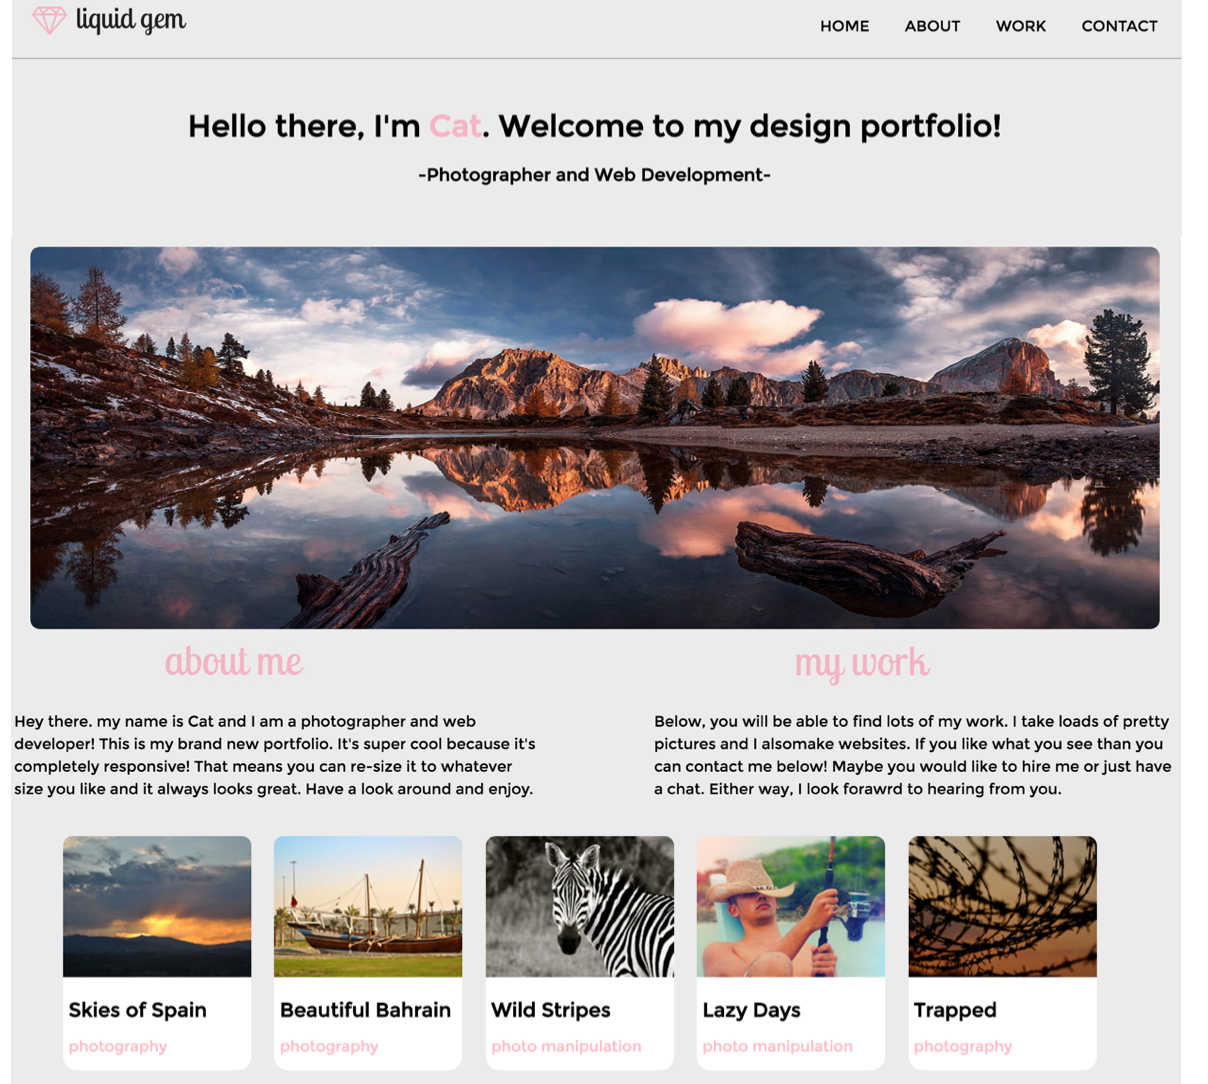 liquid gem
HOME ABOUT WORK CONTACT
Hello there, I'm Cat. Welcome to my design portfolio!
-Photographer and Web Development-
about me
Hey there. my name is Cat and I am a photographer and web
developer! This is my brand new portfolio. It's super cool because it's
completely responsive! That means you can re-size it to whatever
size you like and it always looks great. Have a look around and enjoy.
my work
Below, you will be able to find lots of my work. I take loads of pretty
pictures and I alsomake websites. If you like what you see than you
can contact me below! Maybe you would like to hire me or just have
a chat. Either way, I look forawrd to hearing from you.
Skies of Spain
photography
Beautiful Bahrain
photography
Wild Stripes
photo manipulation
Lazy Days
photo manipulation
Trapped
photography